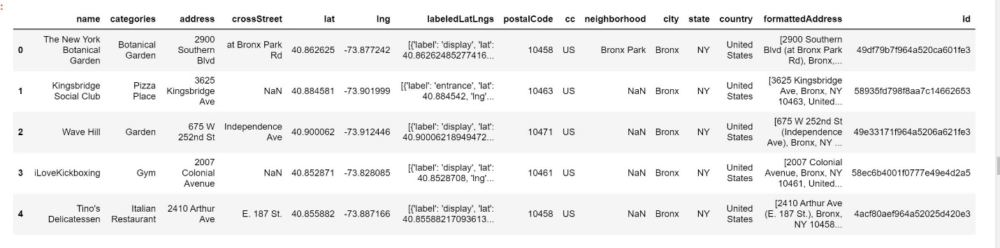 :
name categories address crossStreet lat lng labeledLatLngs postalCode cc neighborhood city state country formattedAddress id
0 The New York Botanical Garden Botanical Garden 2900 Southern Blvd at Bronx Park Rd 40.862625 -73.877242 [{'label': 'display', 'lat': 40.86262485277416... 10458 US Bronx Park Bronx NY United States [2900 Southern Blvd (at Bronx Park Rd), Bronx,... 49df79b7f964a520ca601fe3
1 Kingsbridge Social Club Pizza Place 3625 Kingsbridge Ave NaN 40.884581 -73.901999 [{'label': 'entrance', 'lat': 40.884542, 'lng'... 10463 US NaN Bronx NY United States [3625 Kingsbridge Ave, Bronx, NY 10463, United... 58935fd798f8aa7c14662653
2 Wave Hill Garden 675 W 252nd St Independence Ave 40.900062 -73.912446 [{'label': 'display', 'lat': 40.90006218949472... 10471 US NaN Bronx NY United States [675 W 252nd St (Independence Ave), Bronx, NY ... 49e33171f964a5206a621fe3
3 iLoveKickboxing Gym 2007 Colonial Avenue NaN 40.852871 -73.828085 [{'label': 'display', 'lat': 40.8528708, 'lng'... 10461 US NaN Bronx NY United States [2007 Colonial Avenue, Bronx, NY 10461, United... 58ec6b4001f0777e49e4d2a5
4 Tino's Delicatessen Italian Restaurant 2410 Arthur Ave E. 187 St. 40.855882 -73.887166 [{'label': 'display', 'lat': 40.85588217093613... 10458 US NaN Bronx NY United States [2410 Arthur Ave (E. 187 St.), Bronx, NY 10458... 4acf80aef964a52025d420e3